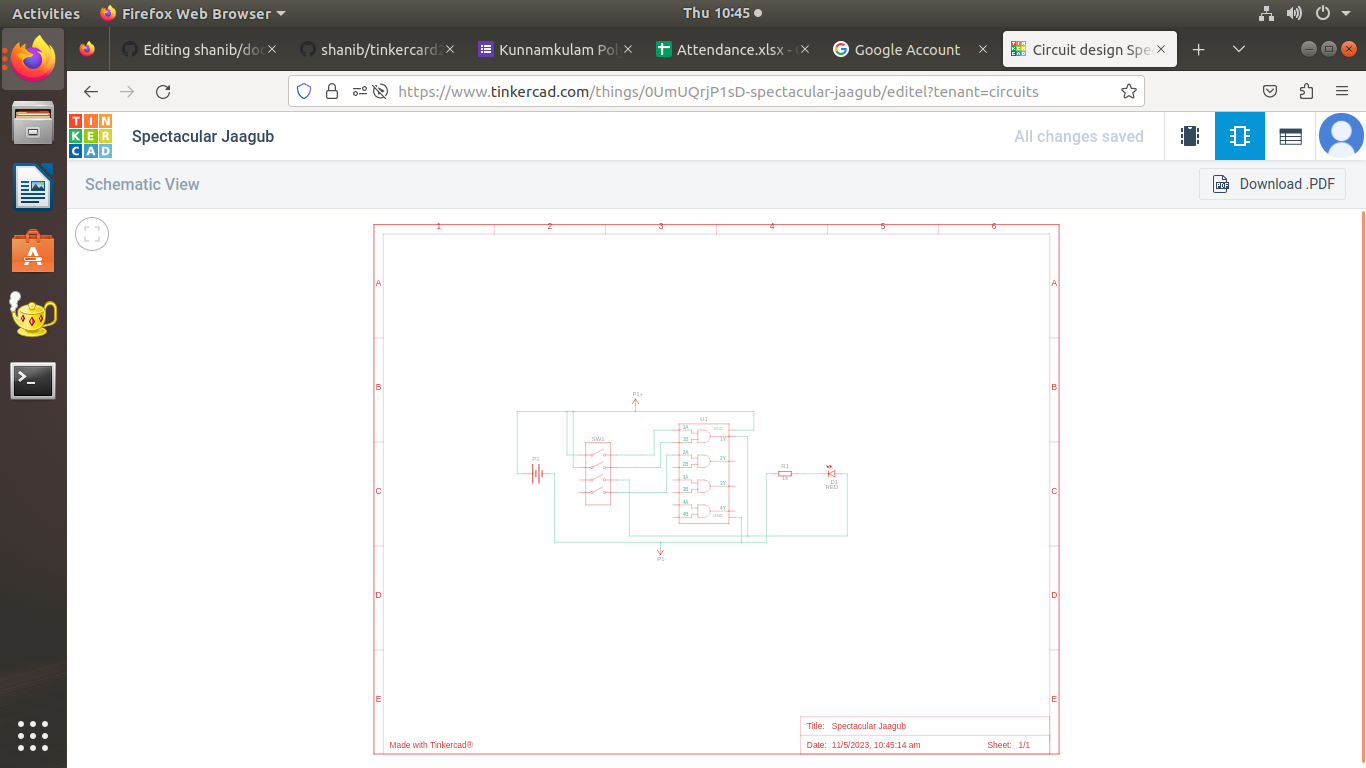 Activities Firefox Web Browser Thu 10:45
Editing shanib/doc shanib/tinkercard2 Kunnamkulam Pol Attendance.xlsx - Google Account Circuit design Spe
https://www.tinkercad.com/things/0UmUQrjP1sD-spectacular-jaagub/editel?tenant=circuits
TIN
KER
CAD
Spectacular Jaagub
All changes saved
Schematic View
Download .PDF
1 2 3 4 5 6
A A
B B
P1+
U1
1A VCC
1B 1Y
SW1
2A 2Y
2B
P1
R1
3A 3Y
3B
D1
RED
C C
4A 4Y
4B GND
P1-
D D
E E
Title: Spectacular Jaagub
Made with Tinkercad®
Date: 11/5/2023, 10:45:14 am Sheet: 1/1